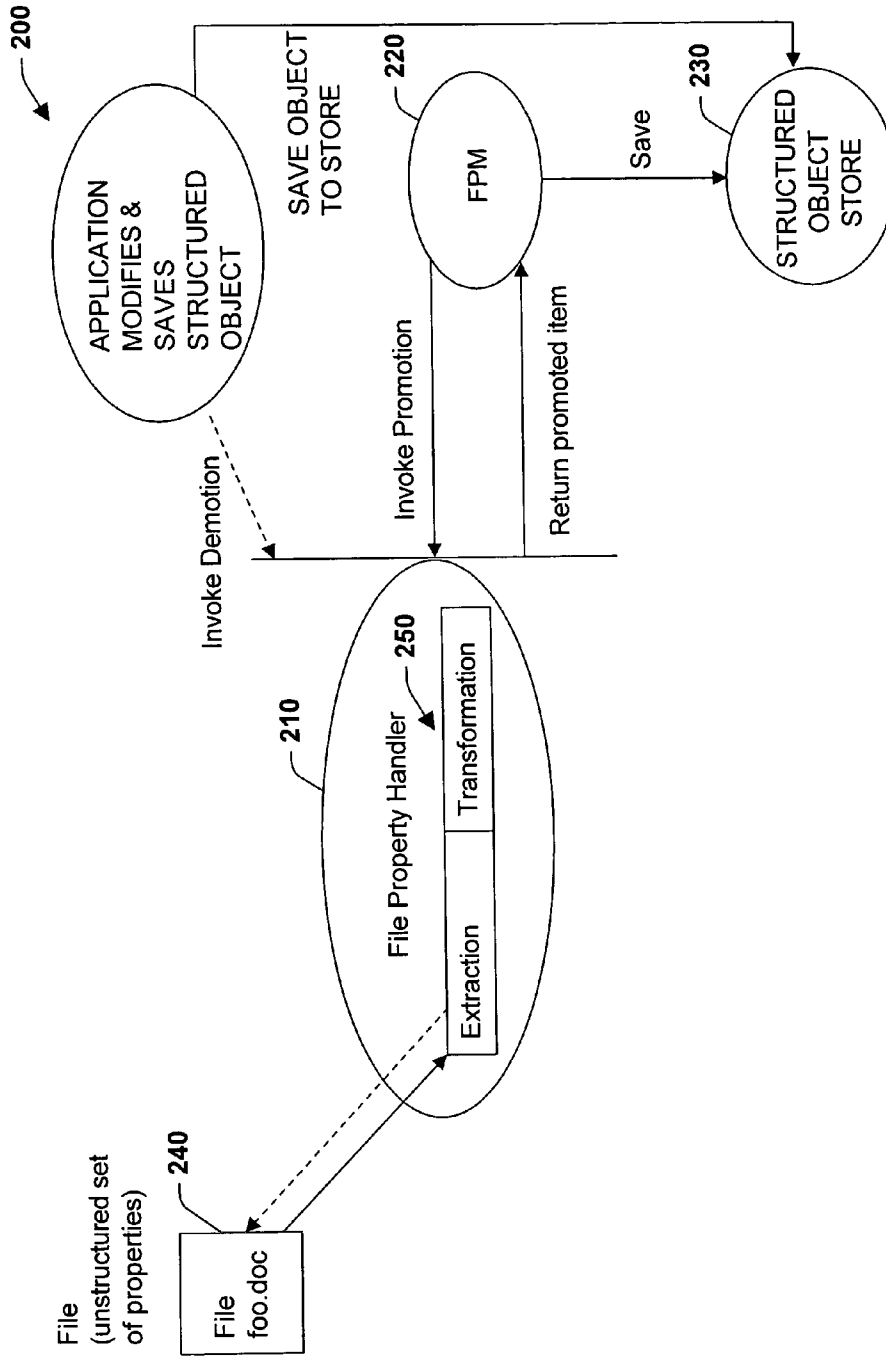 200
APPLICATION
MODIFIES &
SAVES
STRUCTURED
OBJECT
SAVE OBJECT
TO STORE
220
FPM
Save
230
STRUCTURED
OBJECT
STORE
Invoke Demotion
Invoke Promotion
Return promoted item
210
File Property Handler
250
Extraction
Transformation
File
(unstructured set
of properties)
240
File
foo.doc